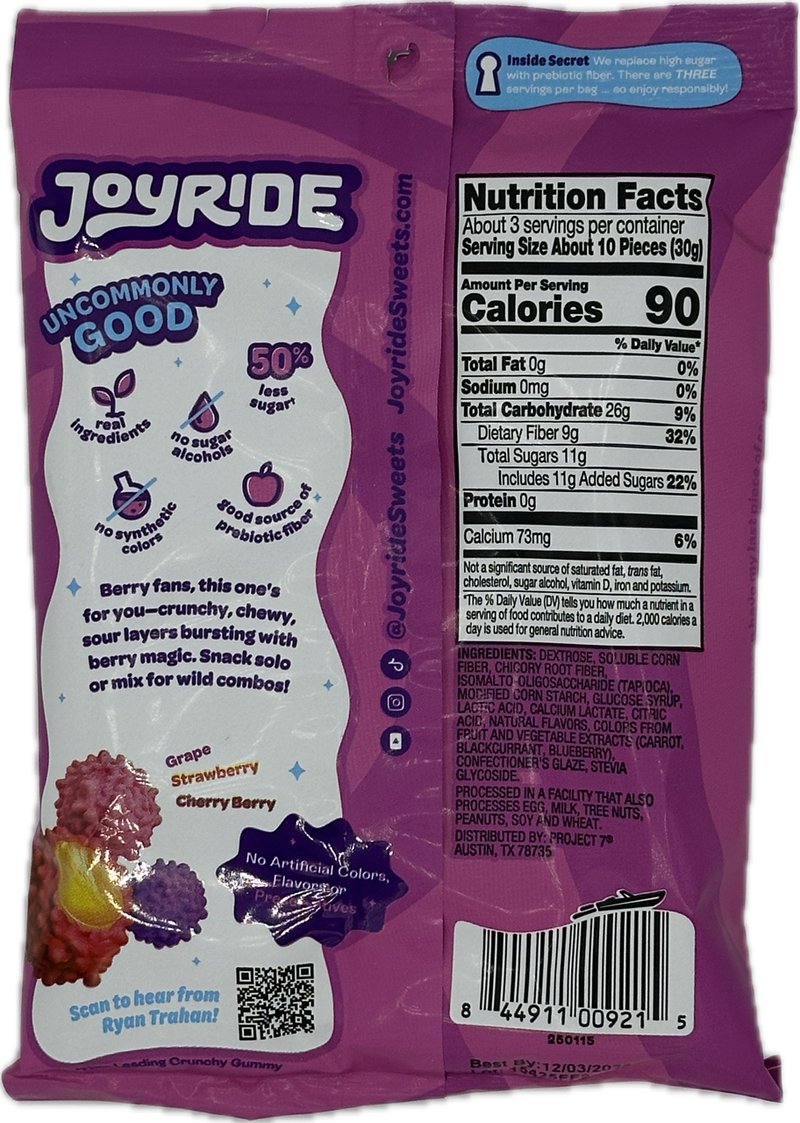 Inside Secret We replace high sugar
with prebiotic fiber. There are THREE
servings per bag ... so enjoy responsibly!
JOYRIDE
UNCOMMONLY
GOOD
50%
less
sugar†
real
ingredients
no sugar
alcohols
no synthetic
colors
good source of
prebiotic fiber
Berry fans, this one's
for you—crunchy, chewy,
sour layers bursting with
berry magic. Snack solo
or mix for wild combos!
Grape
Strawberry
Cherry Berry
No Artificial Colors,
Flavors or
Preservatives
Scan to hear from
Ryan Trahan!
Leading Crunchy Gummy
@JoyrideSweets JoyrideSweets.com
Nutrition Facts
About 3 servings per container
Serving Size About 10 Pieces (30g)
Amount Per Serving
Calories 90
% Daily Value*
Total Fat 0g 0%
Sodium 0mg 0%
Total Carbohydrate 26g 9%
Dietary Fiber 9g 32%
Total Sugars 11g
Includes 11g Added Sugars 22%
Protein 0g
Calcium 73mg 6%
Not a significant source of saturated fat, trans fat,
cholesterol, sugar alcohol, vitamin D, iron and potassium.
*The % Daily Value (DV) tells you how much a nutrient in a
serving of food contributes to a daily diet. 2,000 calories a
day is used for general nutrition advice.
INGREDIENTS: DEXTROSE, SOLUBLE CORN
FIBER, CHICORY ROOT FIBER,
ISOMALTO-OLIGOSACCHARIDE (TAPIOCA),
MODIFIED CORN STARCH, GLUCOSE SYRUP,
LACTIC ACID, CALCIUM LACTATE, CITRIC
ACID, NATURAL FLAVORS, COLORS FROM
FRUIT AND VEGETABLE EXTRACTS (CARROT,
BLACKCURRANT, BLUEBERRY),
CONFECTIONER'S GLAZE, STEVIA
GLYCOSIDE.
PROCESSED IN A FACILITY THAT ALSO
PROCESSES EGG, MILK, TREE NUTS,
PEANUTS, SOY AND WHEAT.
DISTRIBUTED BY: PROJECT 7®
AUSTIN, TX 78735
8 44911 00921 5
250115
Best By: 12/03/